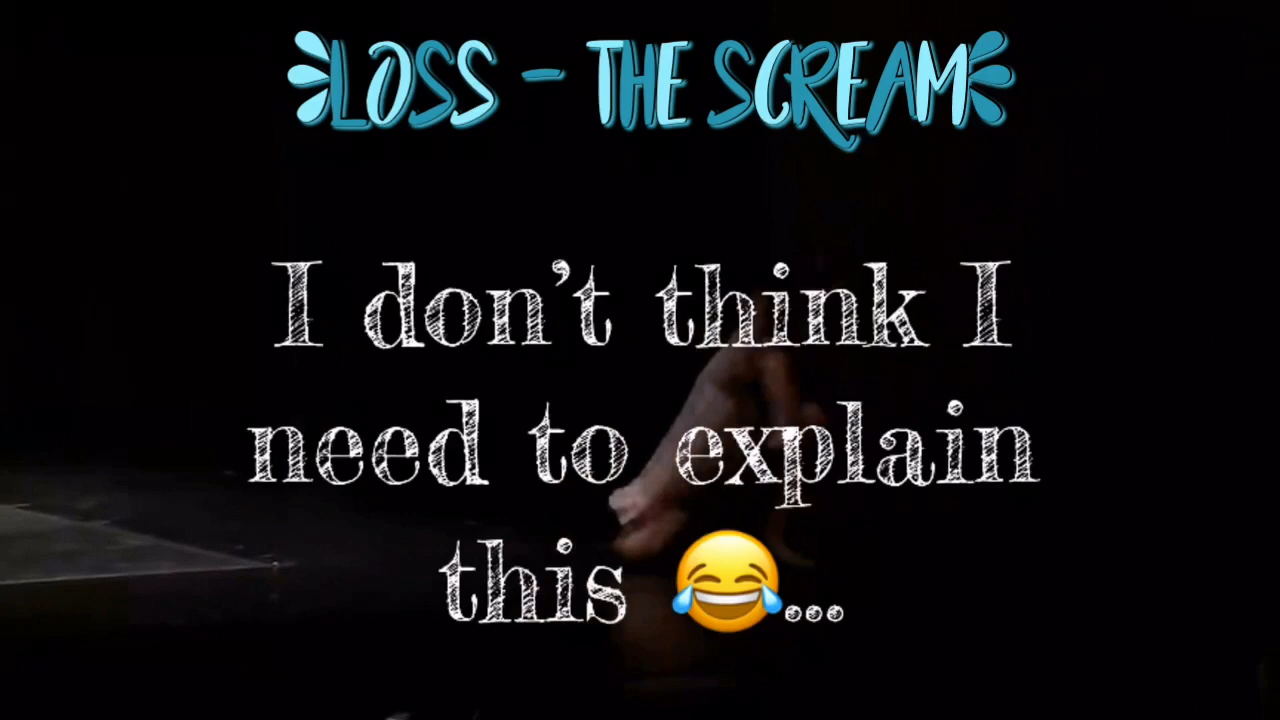 LOSS - THE SCREAM
I don't think I
need to explain
this 😂...